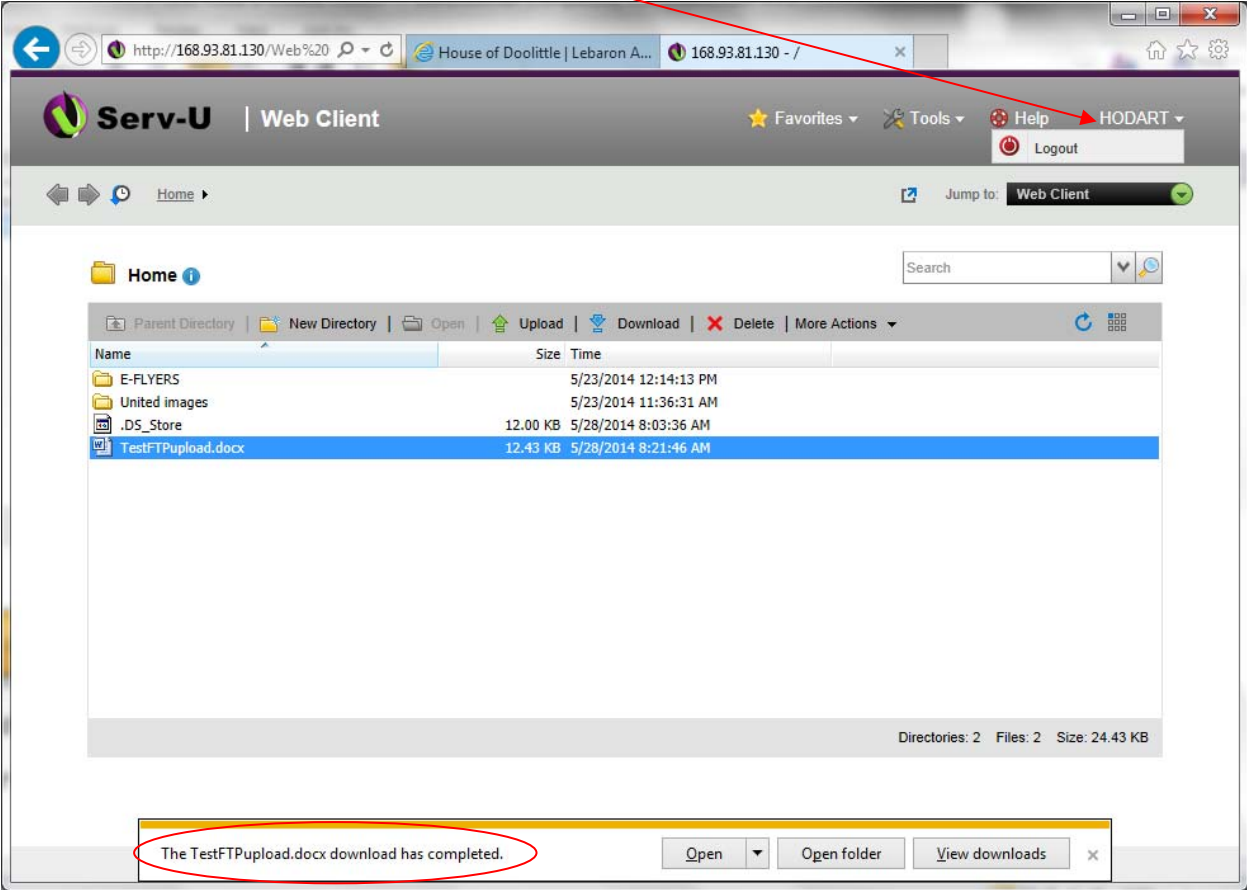 http://168.93.81.130/Web%20 House of Doolittle | Lebaron A... 168.93.81.130 - /
Serv-U | Web Client Favorites Tools Help HODART
Logout
Home Jump to: Web Client
Home Search
Parent Directory | New Directory | Open | Upload | Download | Delete | More Actions
Name Size Time
E-FLYERS 5/23/2014 12:14:13 PM
United images 5/23/2014 11:36:31 AM
.DS_Store 12.00 KB 5/28/2014 8:03:36 AM
TestFTPupload.docx 12.43 KB 5/28/2014 8:21:46 AM
Directories: 2 Files: 2 Size: 24.43 KB
The TestFTPupload.docx download has completed. Open Open folder View downloads